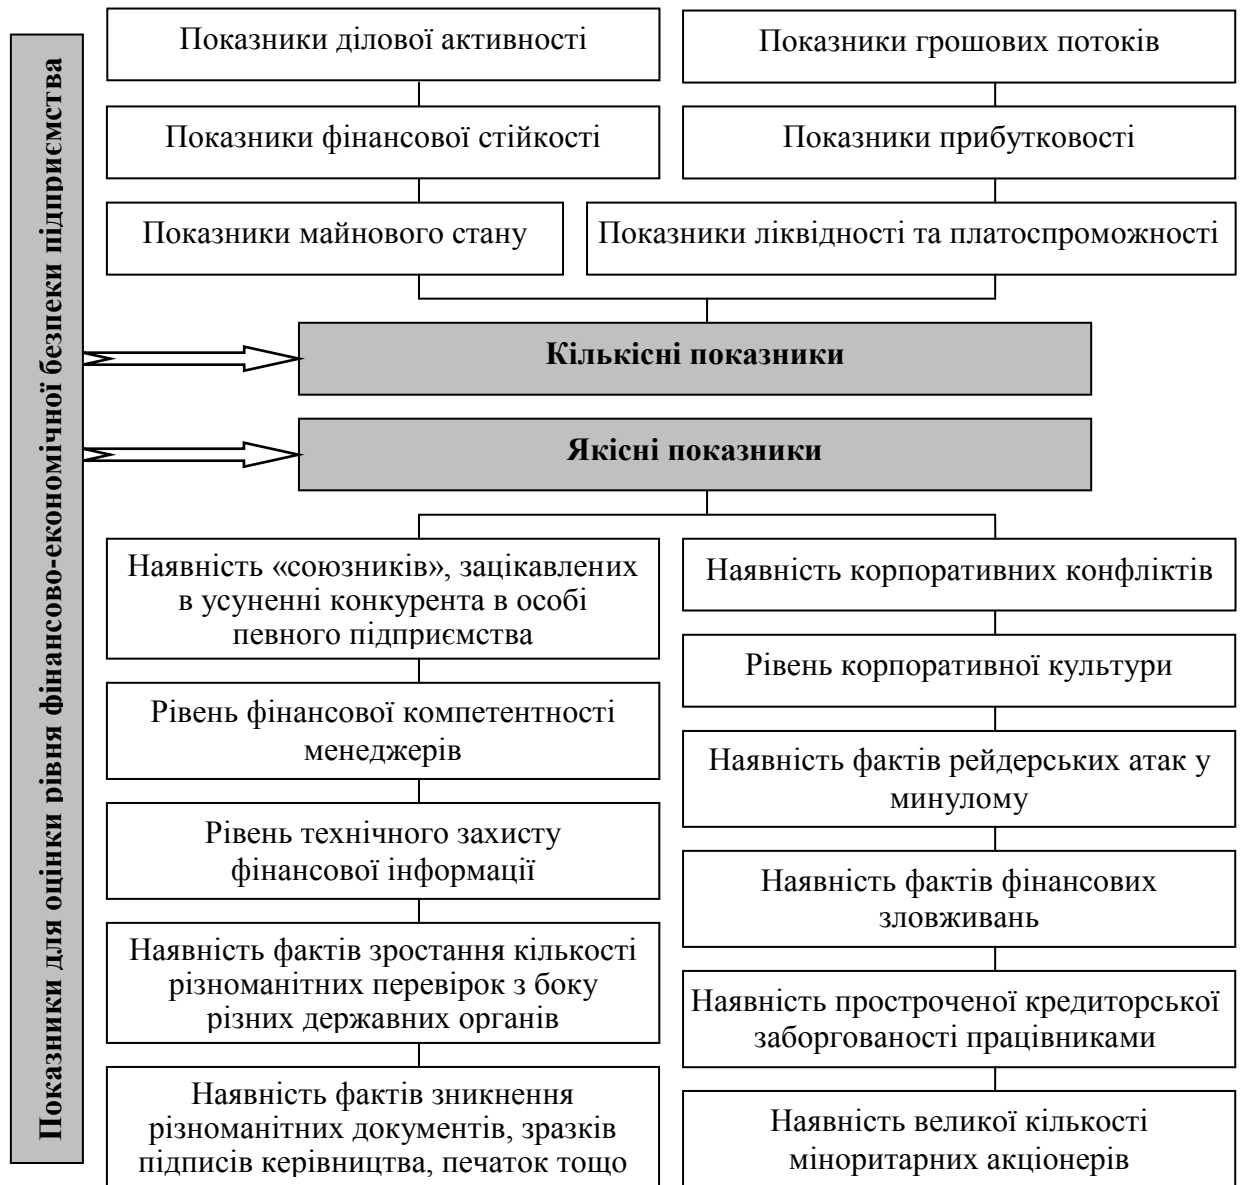 Показники для оцінки рівня фінансово-економічної безпеки підприємства
Показники ділової активності
Показники грошових потоків
Показники фінансової стійкості
Показники прибутковості
Показники майнового стану
Показники ліквідності та платоспроможності
Кількісні показники
Якісні показники
Наявність «союзників», зацікавлених
в усуненні конкурента в особі
певного підприємства
Рівень фінансової компетентності
менеджерів
Рівень технічного захисту
фінансової інформації
Наявність фактів зростання кількості
різноманітних перевірок з боку
різних державних органів
Наявність фактів зникнення
різноманітних документів, зразків
підписів керівництва, печаток тощо
Наявність корпоративних конфліктів
Рівень корпоративної культури
Наявність фактів рейдерських атак у
минулому
Наявність фактів фінансових
зловживань
Наявність простроченої кредиторської
заборгованості працівниками
Наявність великої кількості
міноритарних акціонерів